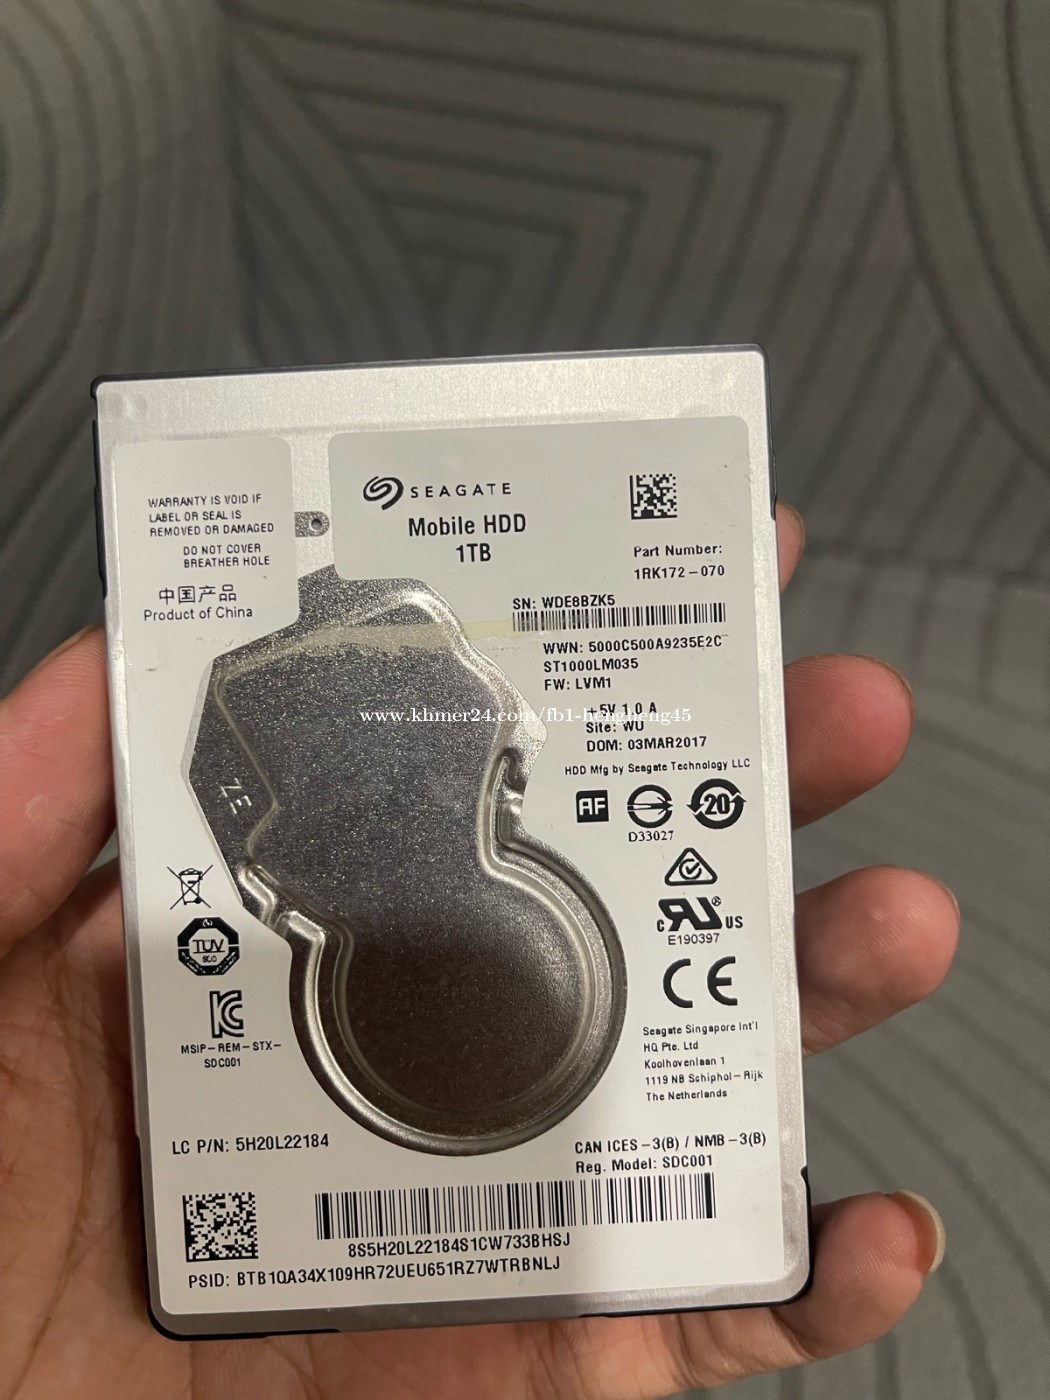 WARRANTY IS VOID IF
LABEL OR SEAL IS
REMOVED OR DAMAGED
DO NOT COVER
BREATHER HOLE
中国产品
Product of China
SEAGATE
Mobile HDD
1TB
Part Number:
1RK172-070
SN: WDE8BZK5
WWN: 5000C500A9235E2C
ST1000LM035
FW: LVM1
+5V 1.0 A
www.khmer24.com/fb1-hengheng45
Site: WU
DOM: 03MAR2017
HDD Mfg by Seagate Technology LLC
AF
D33027
20
ZE
TUV
SUD
MSIP-REM-STX-
SDC001
c RU ® US
E190397
CE
Seagate Singapore Int'l
HQ Pte. Ltd
Koolhovenlaan 1
1119 NB Schiphol-Rijk
The Netherlands
LC P/N: 5H20L22184
CAN ICES-3(B) / NMB-3(B)
Reg. Model: SDC001
8S5H20L22184S1CW733BHSJ
PSID: BTB1QA34X109HR72UEU651RZ7WTRBNLJ